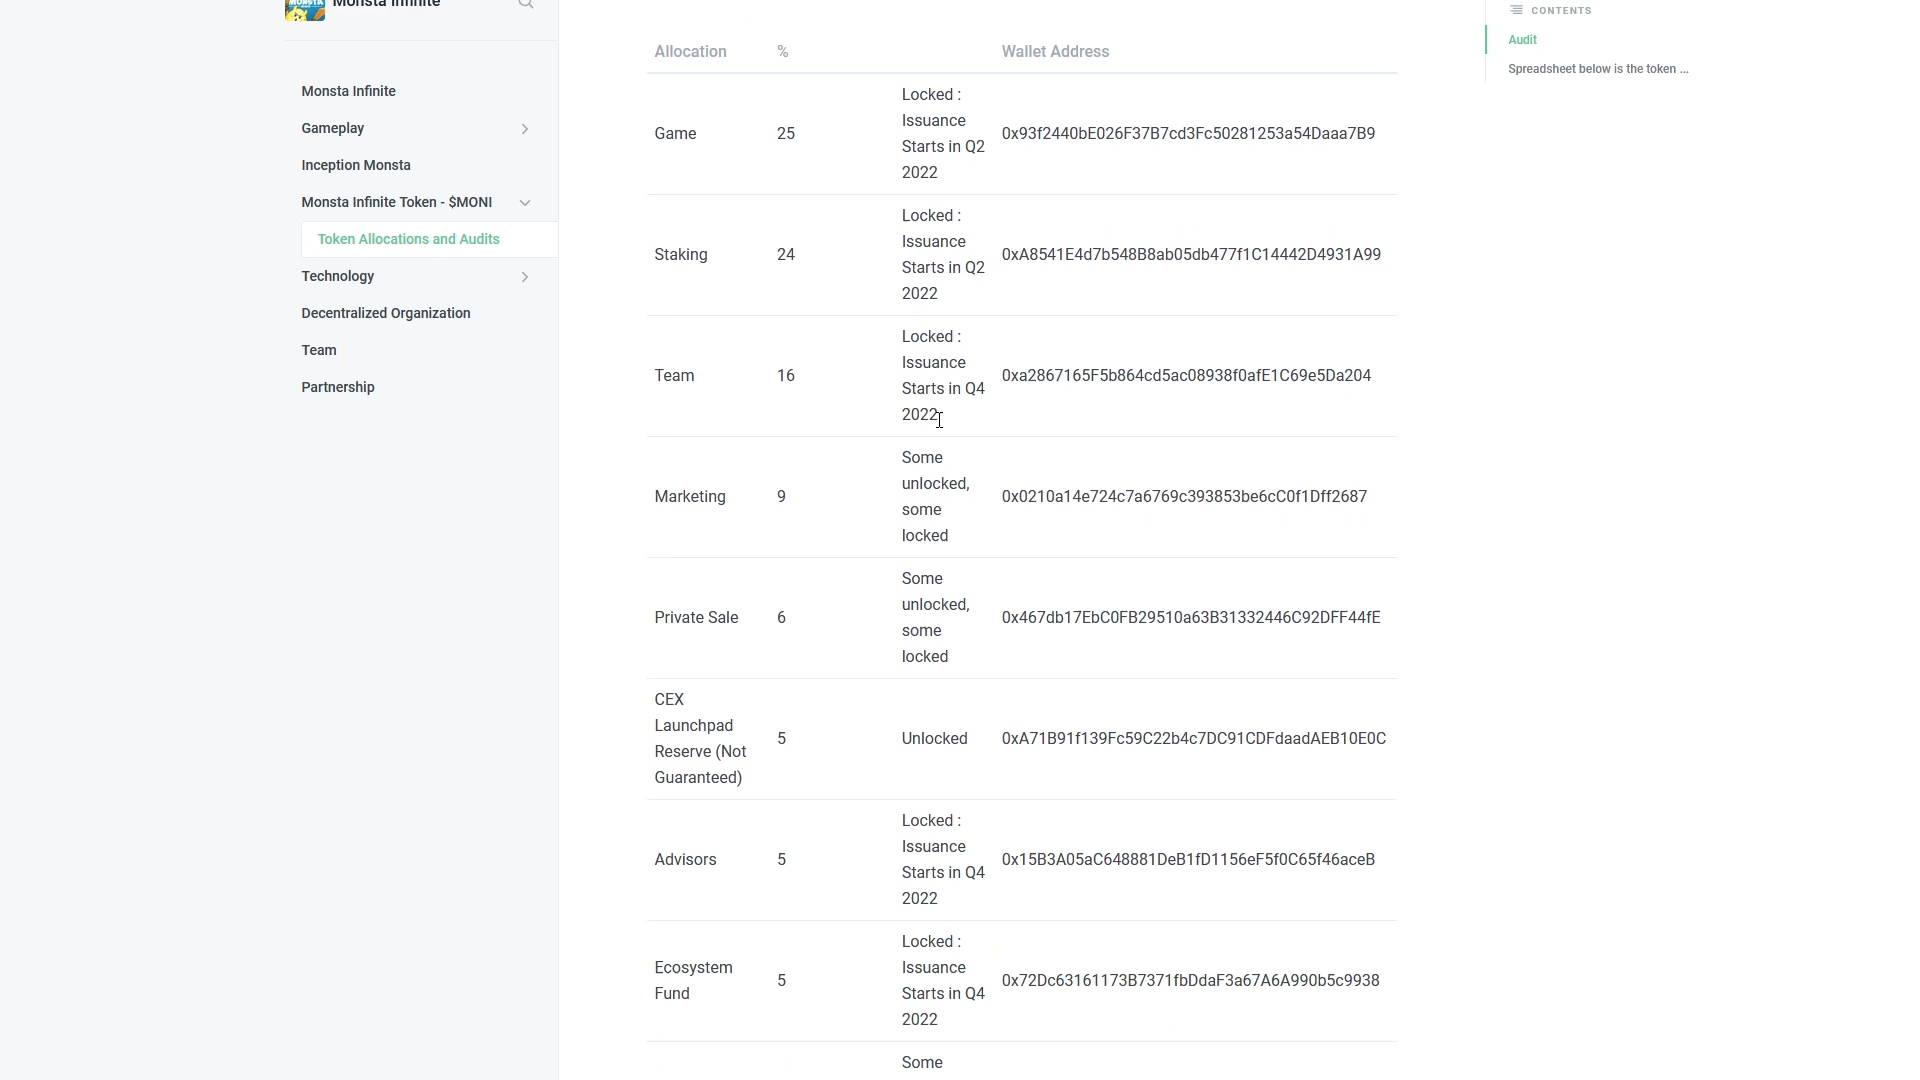 Monsta Infinite
Monsta Infinite
Gameplay
Inception Monsta
Monsta Infinite Token - $MONI
Token Allocations and Audits
Technology
Decentralized Organization
Team
Partnership
Allocation % Wallet Address
Game 25 Locked : Issuance Starts in Q2 2022 0x93f2440bE026F37B7cd3Fc50281253a54Daaa7B9
Staking 24 Locked : Issuance Starts in Q2 2022 0xA8541E4d7b548B8ab05db477f1C14442D4931A99
Team 16 Locked : Issuance Starts in Q4 2022 0xa2867165F5b864cd5ac08938f0afE1C69e5Da204
Marketing 9 Some unlocked, some locked 0x0210a14e724c7a6769c393853be6cC0f1Dff2687
Private Sale 6 Some unlocked, some locked 0x467db17EbC0FB29510a63B31332446C92DFF44fE
CEX Launchpad Reserve (Not Guaranteed) 5 Unlocked 0xA71B91f139Fc59C22b4c7DC91CDFdaadAEB10E0C
Advisors 5 Locked : Issuance Starts in Q4 2022 0x15B3A05aC648881DeB1fD1156eF5f0C65f46aceB
Ecosystem Fund 5 Locked : Issuance Starts in Q4 2022 0x72Dc63161173B7371fbDdaF3a67A6A990b5c9938
Some
CONTENTS
Audit
Spreadsheet below is the token ...